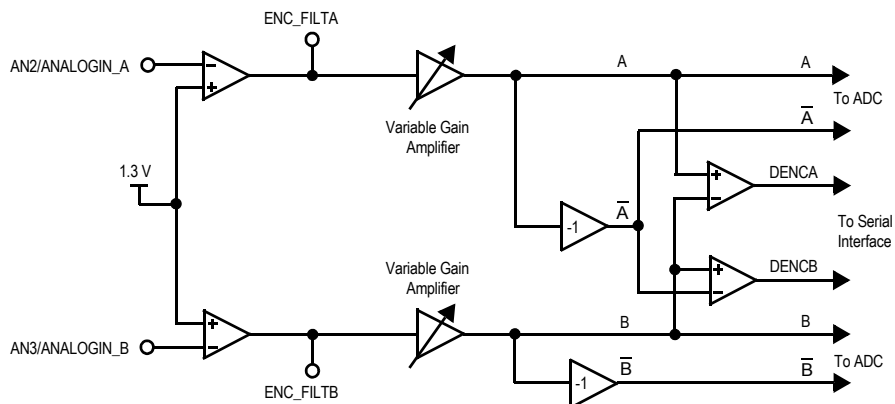 ENC_FILTA
AN2/ANALOGIN_A
−
+
A
A
To ADC
Variable Gain
Amplifier
A̅
1.3 V
+
−
DENCA
-1
A̅
To Serial
Interface
Variable Gain
Amplifier
+
−
DENCB
+
−
B
B
AN3/ANALOGIN_B
To ADC
ENC_FILTB
-1
B̅
B̅